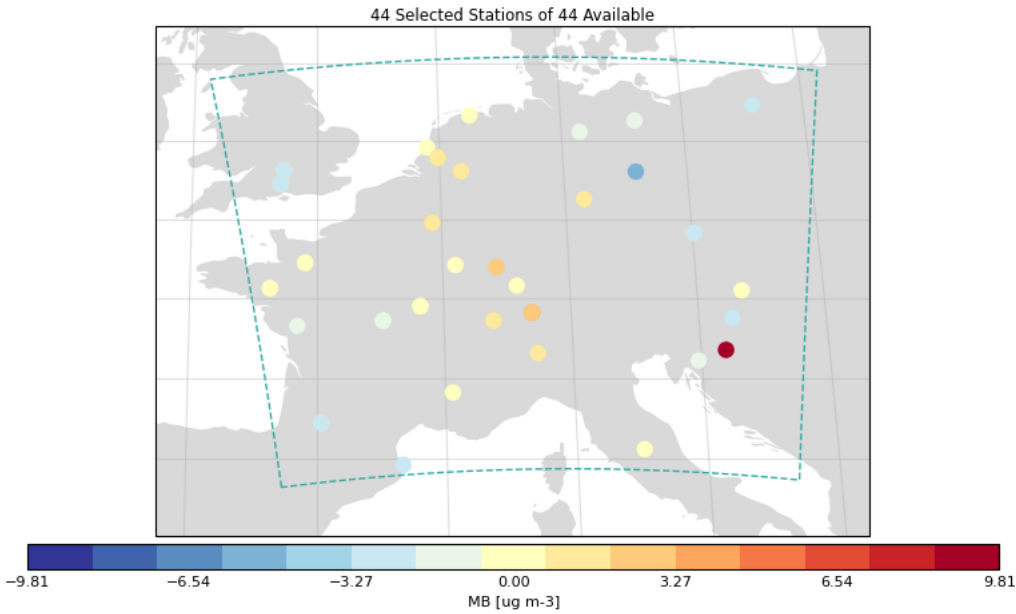 44 Selected Stations of 44 Available
−9.81 −6.54 −3.27 0.00 3.27 6.54 9.81
MB [ug m-3]